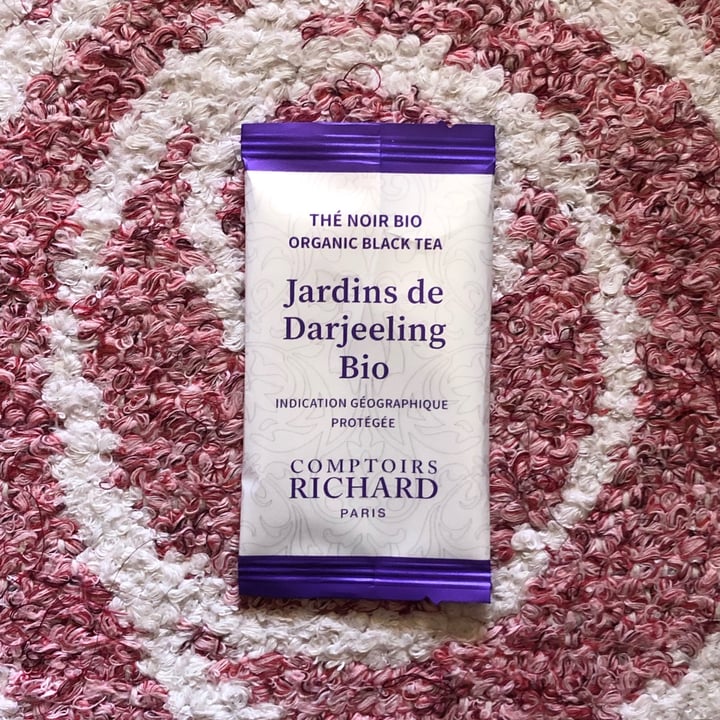 THÉ NOIR BIO
ORGANIC BLACK TEA
Jardins de
Darjeeling
Bio
INDICATION GÉOGRAPHIQUE
PROTÉGÉE
COMPTOIRS
RICHARD
PARIS